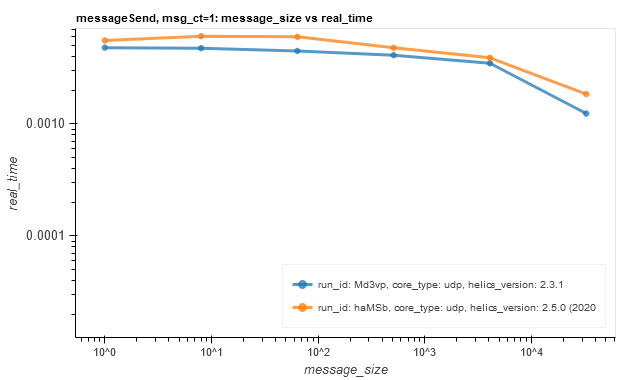 messageSend, msg_ct=1: message_size vs real_time
real_time
0.0010
0.0001
run_id: Md3vp, core_type: udp, helics_version: 2.3.1
run_id: haMSb, core_type: udp, helics_version: 2.5.0 (2020
10^0 10^1 10^2 10^3 10^4
message_size